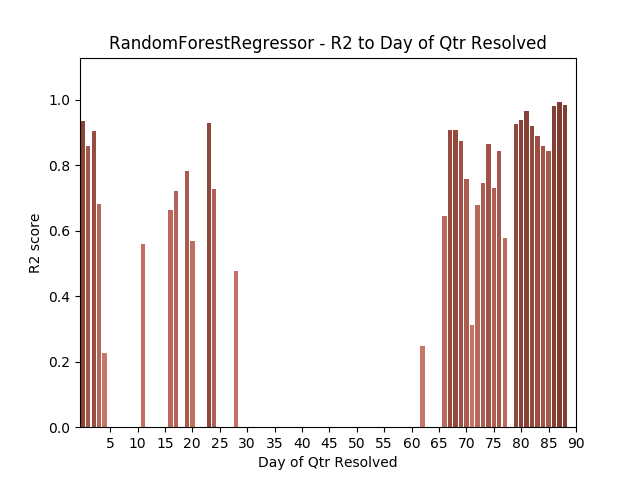 RandomForestRegressor - R2 to Day of Qtr Resolved
1.0
0.8
0.6
0.4
0.2
0.0
R2 score
5 10 15 20 25 30 35 40 45 50 55 60 65 70 75 80 85 90
Day of Qtr Resolved